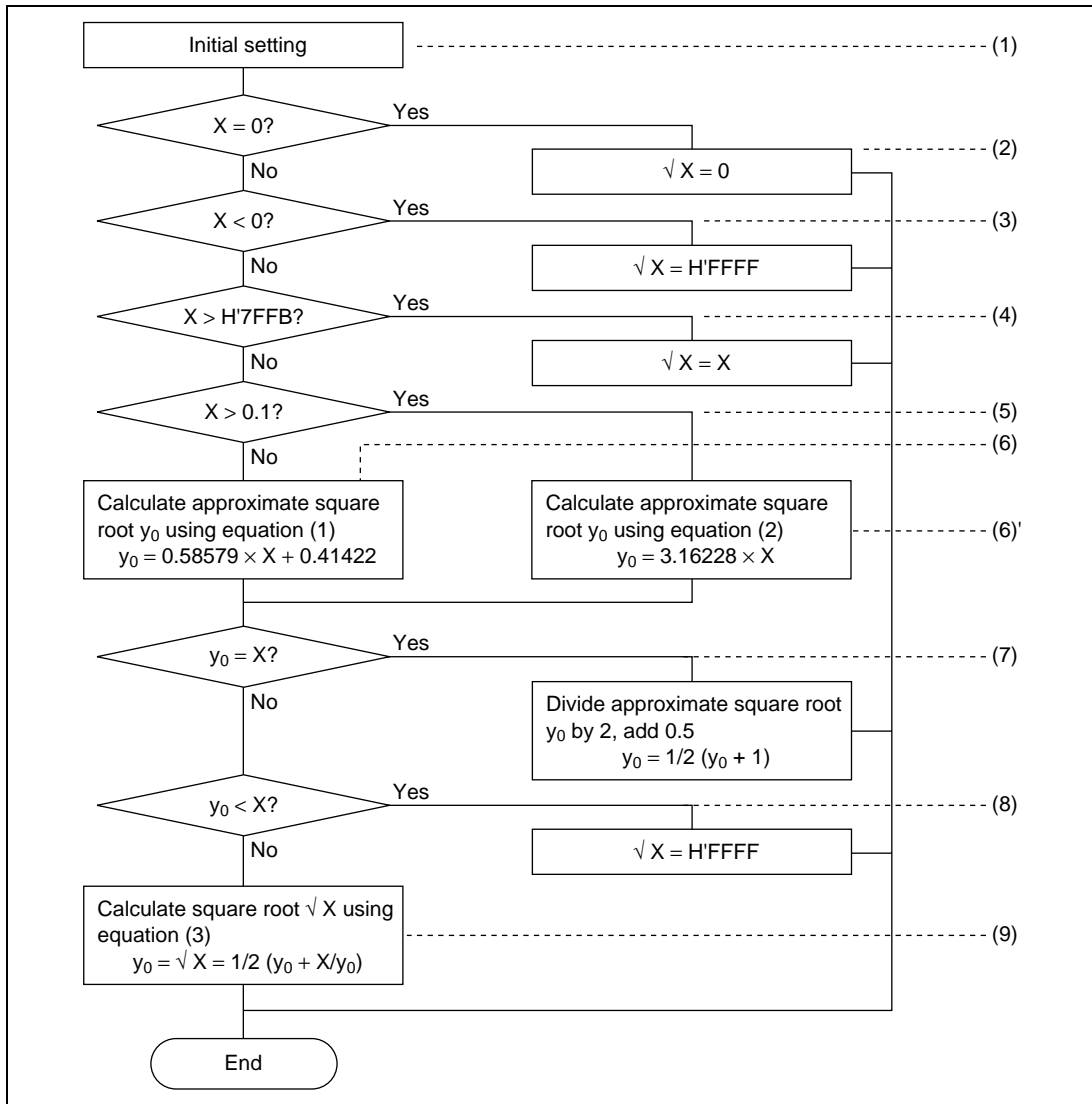 Initial setting
(1)
X = 0?
Yes
(2)
√ X = 0
No
X < 0?
Yes
(3)
√ X = H'FFFF
No
X > H'7FFB?
Yes
(4)
√ X = X
No
X > 0.1?
Yes
(5)
(6)
No
Calculate approximate square
root y₀ using equation (1)
y₀ = 0.58579 × X + 0.41422
Calculate approximate square
root y₀ using equation (2)
y₀ = 3.16228 × X
(6)'
y₀ = X?
Yes
(7)
No
Divide approximate square root
y₀ by 2, add 0.5
y₀ = 1/2 (y₀ + 1)
y₀ < X?
Yes
(8)
√ X = H'FFFF
No
Calculate square root √ X using
equation (3)
y₀ = √ X = 1/2 (y₀ + X/y₀)
(9)
End